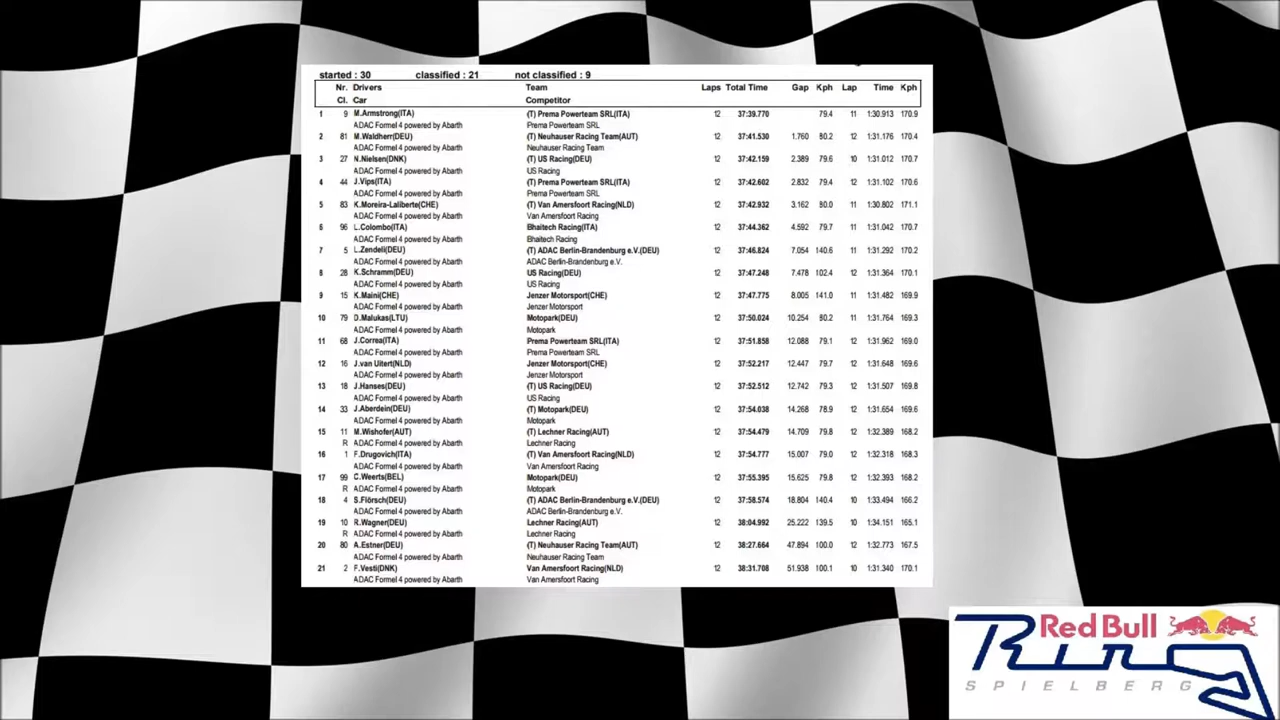 started : 30 classified : 21 not classified : 9
Nr. Drivers Team Laps Total Time Gap Kph Lap Time Kph
Cl. Car Competitor
1 9 M.Armstrong(ITA) (T) Prema Powerteam SRL(ITA) 12 37:39.770 79.4 11 1:30.913 170.9
ADAC Formel 4 powered by Abarth Prema Powerteam SRL
2 81 M.Waldherr(DEU) (T) Neuhauser Racing Team(AUT) 12 37:41.530 1.760 80.2 12 1:31.176 170.4
ADAC Formel 4 powered by Abarth Neuhauser Racing Team
3 27 N.Nielsen(DNK) (T) US Racing(DEU) 12 37:42.159 2.389 79.6 10 1:31.012 170.7
ADAC Formel 4 powered by Abarth US Racing
4 44 J.Vips(ITA) (T) Prema Powerteam SRL(ITA) 12 37:42.602 2.832 79.4 12 1:31.102 170.6
ADAC Formel 4 powered by Abarth Prema Powerteam SRL
5 83 K.Moreira-Laliberte(CHE) (T) Van Amersfoort Racing(NLD) 12 37:42.932 3.162 80.0 11 1:30.802 171.1
ADAC Formel 4 powered by Abarth Van Amersfoort Racing
6 96 L.Colombo(ITA) Bhaitech Racing(ITA) 12 37:44.362 4.592 79.7 11 1:31.042 170.7
ADAC Formel 4 powered by Abarth Bhaitech Racing
7 5 L.Zendeli(DEU) (T) ADAC Berlin-Brandenburg e.V.(DEU) 12 37:46.824 7.054 140.6 11 1:31.292 170.2
ADAC Formel 4 powered by Abarth ADAC Berlin-Brandenburg e.V.
8 28 K.Schramm(DEU) US Racing(DEU) 12 37:47.248 7.478 102.4 12 1:31.364 170.1
ADAC Formel 4 powered by Abarth US Racing
9 15 K.Maini(CHE) Jenzer Motorsport(CHE) 12 37:47.775 8.005 141.0 11 1:31.482 169.9
ADAC Formel 4 powered by Abarth Jenzer Motorsport
10 79 D.Malukas(LTU) Motopark(DEU) 12 37:50.024 10.254 80.2 11 1:31.764 169.3
ADAC Formel 4 powered by Abarth Motopark
11 68 J.Correa(ITA) Prema Powerteam SRL(ITA) 12 37:51.858 12.088 79.1 12 1:31.962 169.0
ADAC Formel 4 powered by Abarth Prema Powerteam SRL
12 16 J.van Uitert(NLD) Jenzer Motorsport(CHE) 12 37:52.217 12.447 79.7 12 1:31.648 169.6
ADAC Formel 4 powered by Abarth Jenzer Motorsport
13 18 J.Hanses(DEU) (T) US Racing(DEU) 12 37:52.512 12.742 79.3 12 1:31.507 169.8
ADAC Formel 4 powered by Abarth US Racing
14 33 J.Aberdein(DEU) (T) Motopark(DEU) 12 37:54.038 14.268 78.9 12 1:31.654 169.6
ADAC Formel 4 powered by Abarth Motopark
15 11 M.Wishofer(AUT) (T) Lechner Racing(AUT) 12 37:54.479 14.709 79.8 12 1:32.389 168.2
R ADAC Formel 4 powered by Abarth Lechner Racing
16 1 F.Drugovich(ITA) (T) Van Amersfoort Racing(NLD) 12 37:54.777 15.007 79.0 12 1:32.318 168.3
ADAC Formel 4 powered by Abarth Van Amersfoort Racing
17 99 C.Weerts(BEL) Motopark(DEU) 12 37:55.395 15.625 79.8 12 1:32.393 168.2
R ADAC Formel 4 powered by Abarth Motopark
18 4 S.Flörsch(DEU) (T) ADAC Berlin-Brandenburg e.V.(DEU) 12 37:58.574 18.804 140.4 10 1:33.494 166.2
ADAC Formel 4 powered by Abarth ADAC Berlin-Brandenburg e.V.
19 10 R.Wagner(DEU) Lechner Racing(AUT) 12 38:04.992 25.222 139.5 10 1:34.151 165.1
R ADAC Formel 4 powered by Abarth Lechner Racing
20 80 A.Estner(DEU) (T) Neuhauser Racing Team(AUT) 12 38:27.664 47.894 100.0 12 1:32.773 167.5
ADAC Formel 4 powered by Abarth Neuhauser Racing Team
21 2 F.Vesti(DNK) Van Amersfoort Racing(NLD) 12 38:31.708 51.938 100.1 10 1:31.340 170.1
ADAC Formel 4 powered by Abarth Van Amersfoort Racing
Red Bull
Ring
SPIELBERG